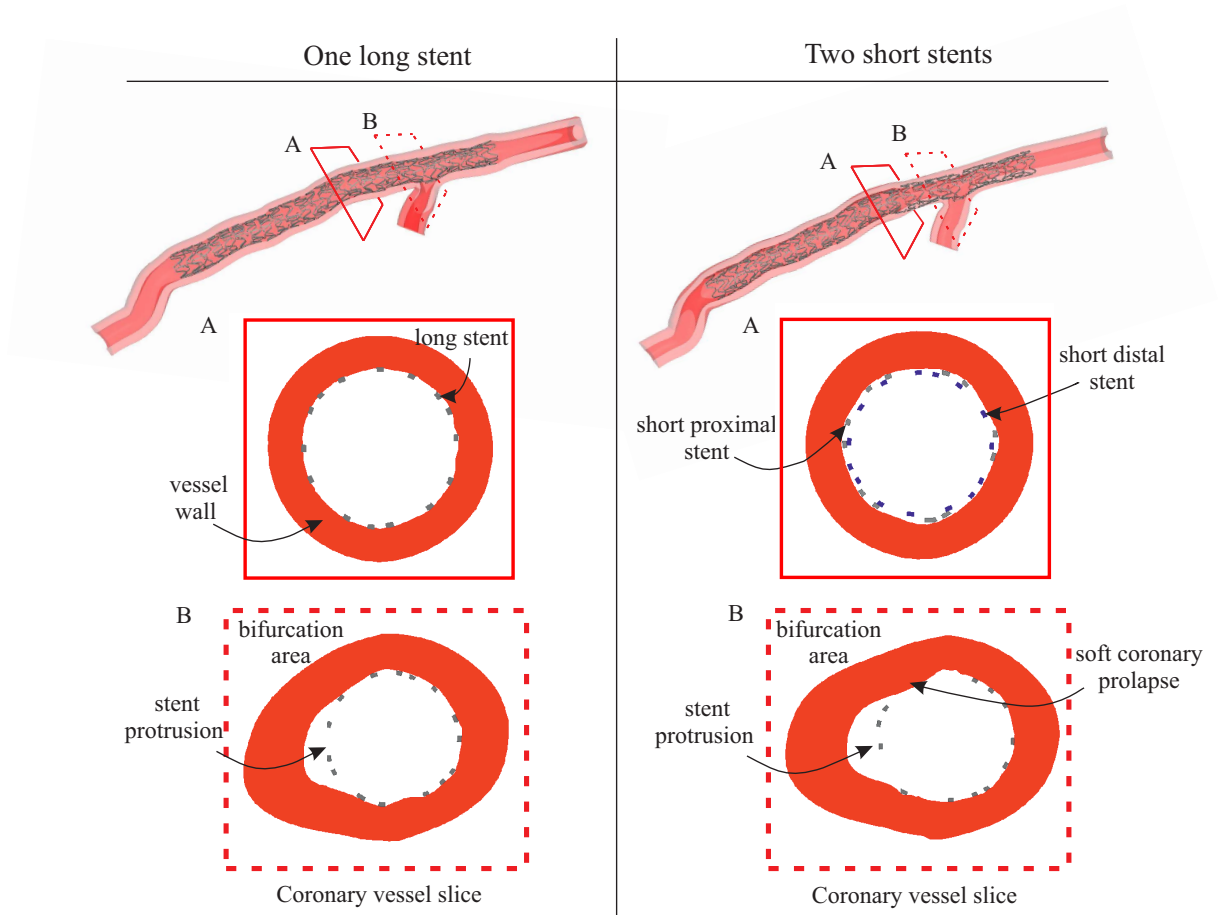 One long stent
Two short stents
A
B
A
B
A
long stent
vessel
wall
A
short distal
stent
short proximal
stent
B
bifurcation
area
stent
protrusion
Coronary vessel slice
B
bifurcation
area
soft coronary
prolapse
stent
protrusion
Coronary vessel slice